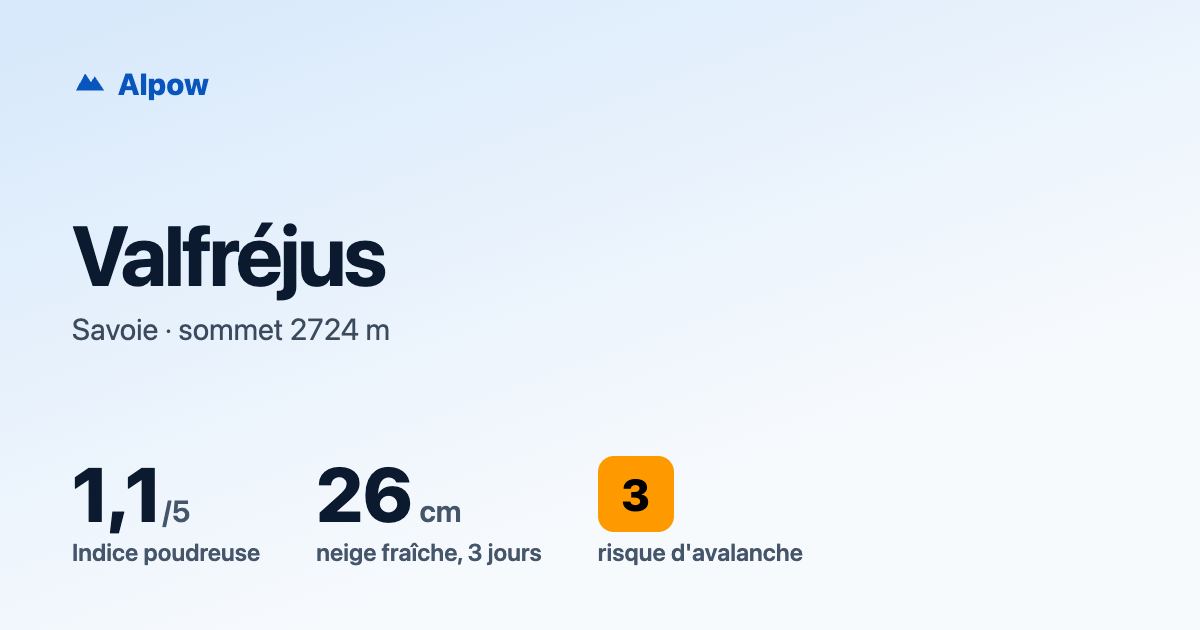 Alpow
Valfréjus
Savoie · sommet 2724 m
1,1/5
Indice poudreuse
26 cm
neige fraîche, 3 jours
3
risque d'avalanche